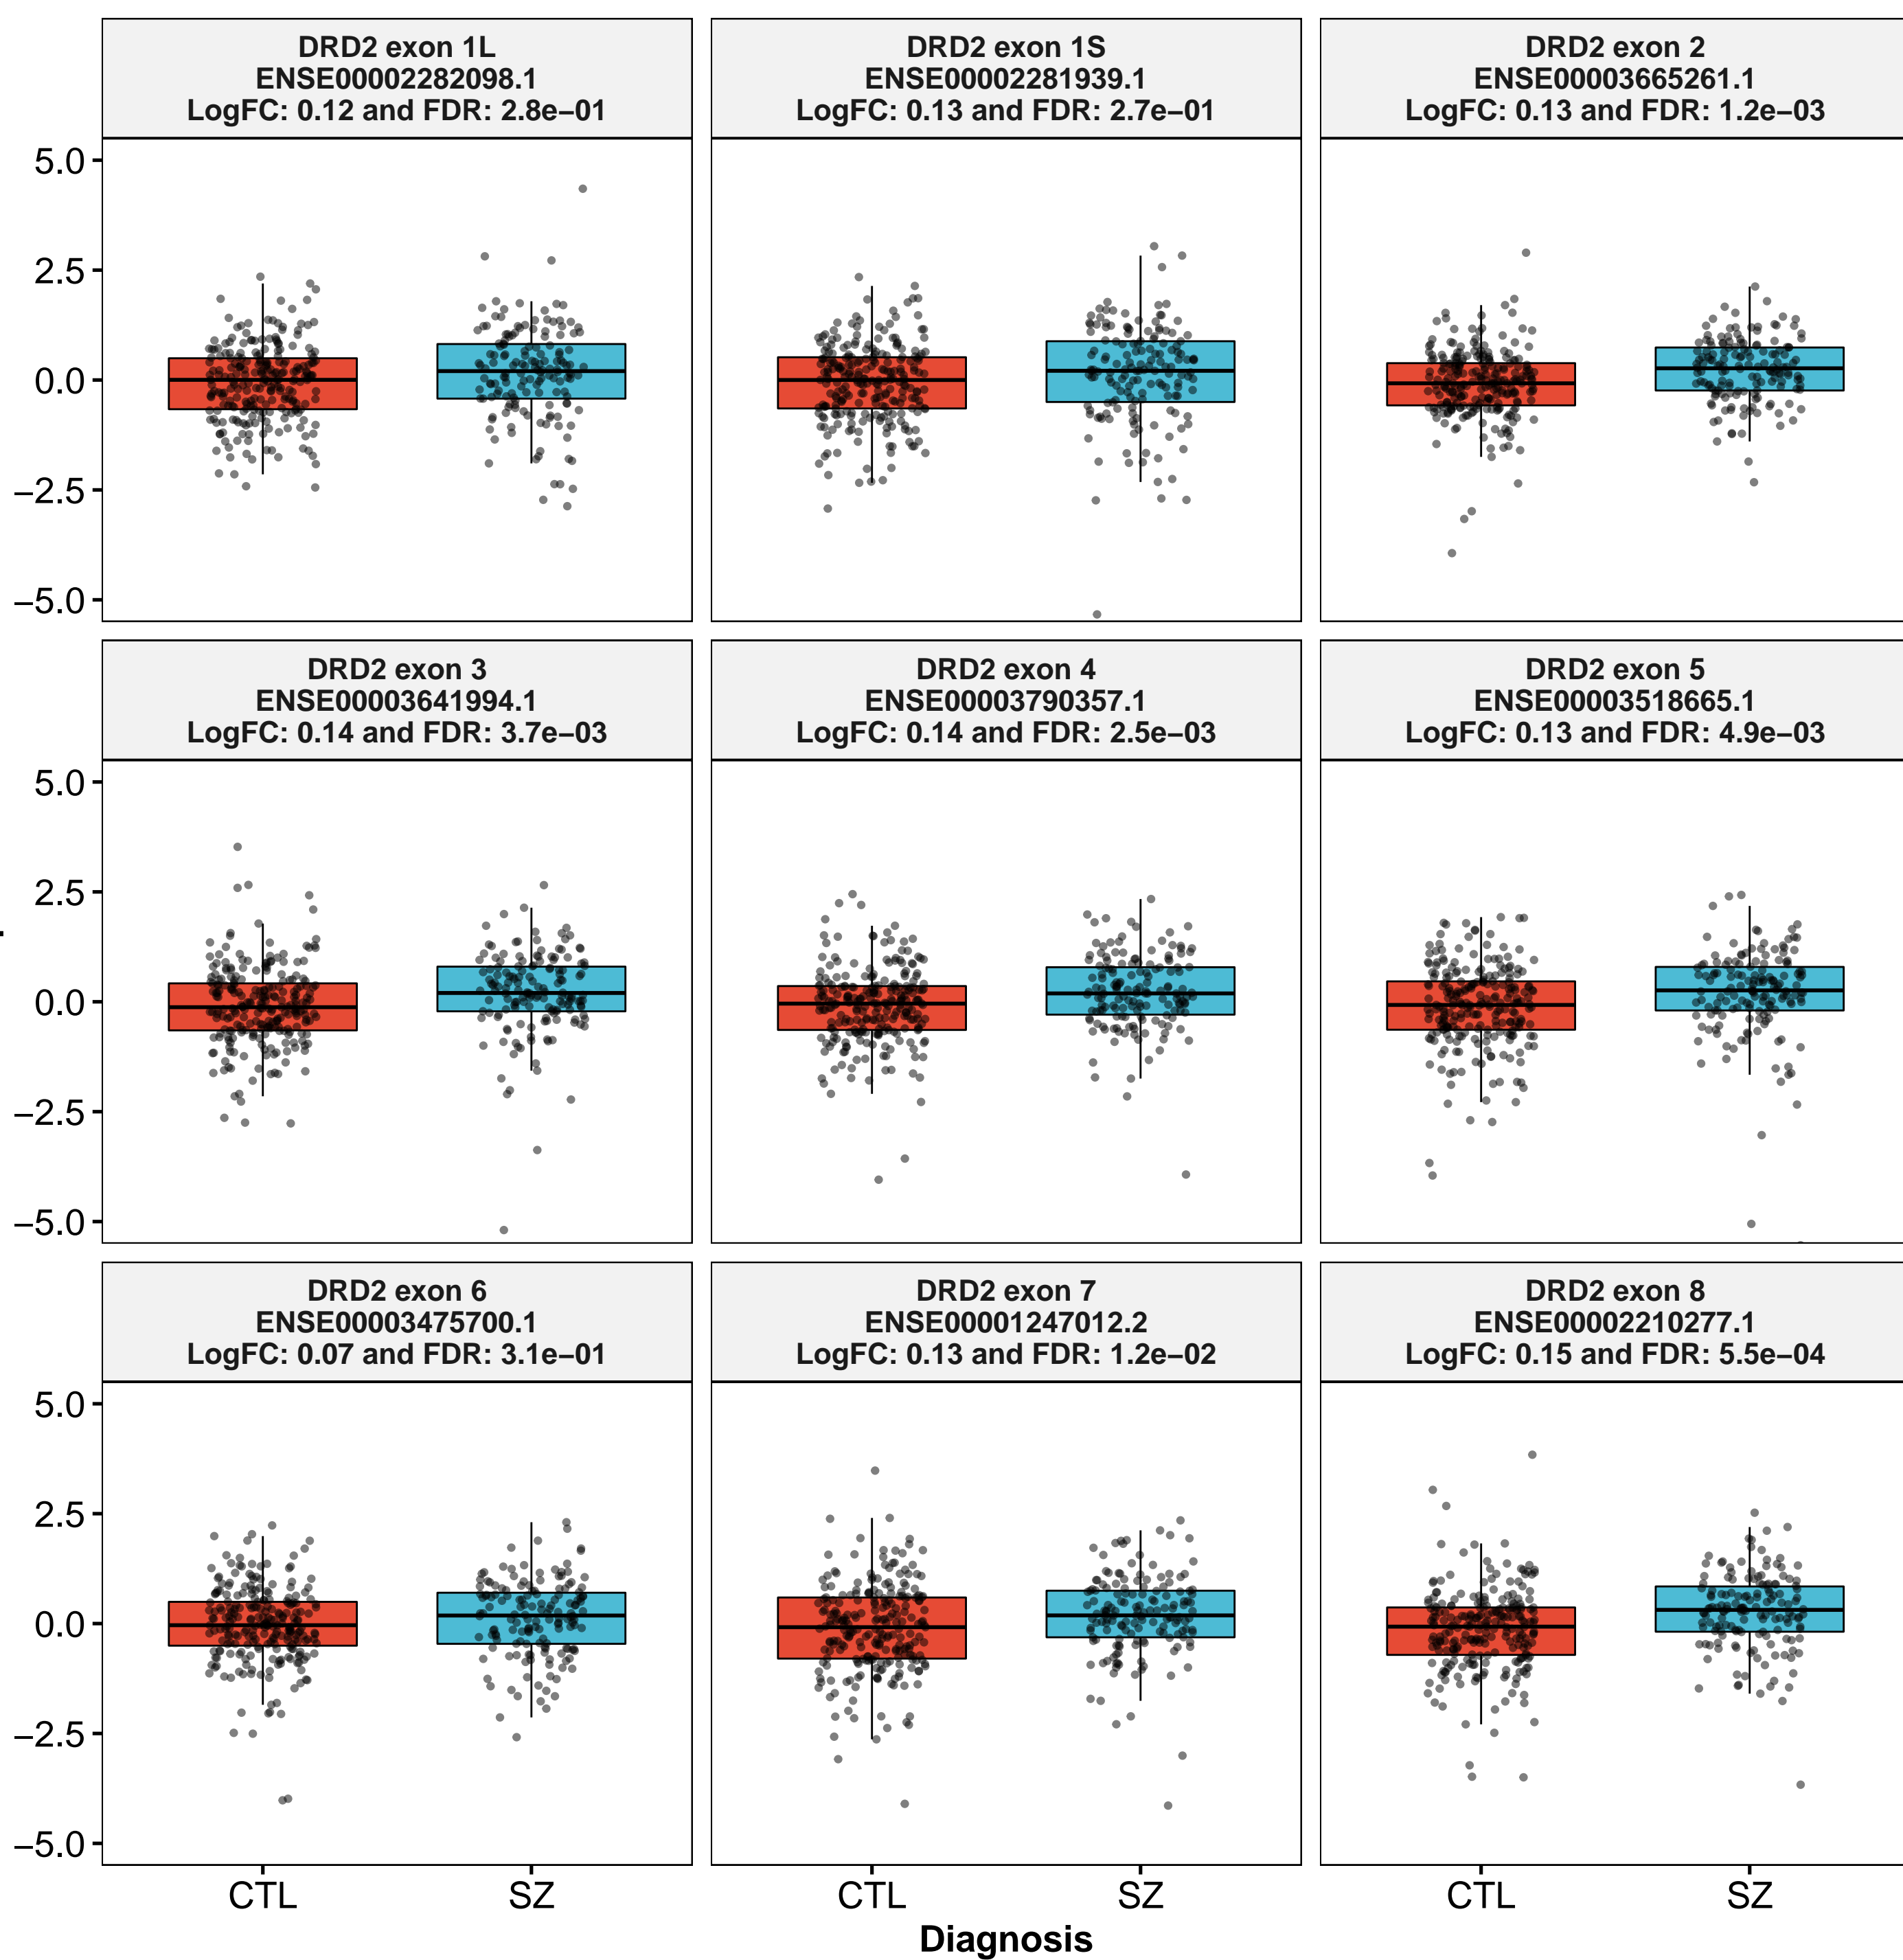 DRD2 exon 1L
ENSE00002282098.1
LogFC: 0.12 and FDR: 2.8e−01
DRD2 exon 1S
ENSE00002281939.1
LogFC: 0.13 and FDR: 2.7e−01
DRD2 exon 2
ENSE00003665261.1
LogFC: 0.13 and FDR: 1.2e−03
5.0
2.5
0.0
−2.5
−5.0
DRD2 exon 3
ENSE00003641994.1
LogFC: 0.14 and FDR: 3.7e−03
DRD2 exon 4
ENSE00003790357.1
LogFC: 0.14 and FDR: 2.5e−03
DRD2 exon 5
ENSE00003518665.1
LogFC: 0.13 and FDR: 4.9e−03
5.0
2.5
0.0
−2.5
−5.0
DRD2 exon 6
ENSE00003475700.1
LogFC: 0.07 and FDR: 3.1e−01
DRD2 exon 7
ENSE00001247012.2
LogFC: 0.13 and FDR: 1.2e−02
DRD2 exon 8
ENSE00002210277.1
LogFC: 0.15 and FDR: 5.5e−04
5.0
2.5
0.0
−2.5
−5.0
CTL SZ CTL SZ CTL SZ
Diagnosis